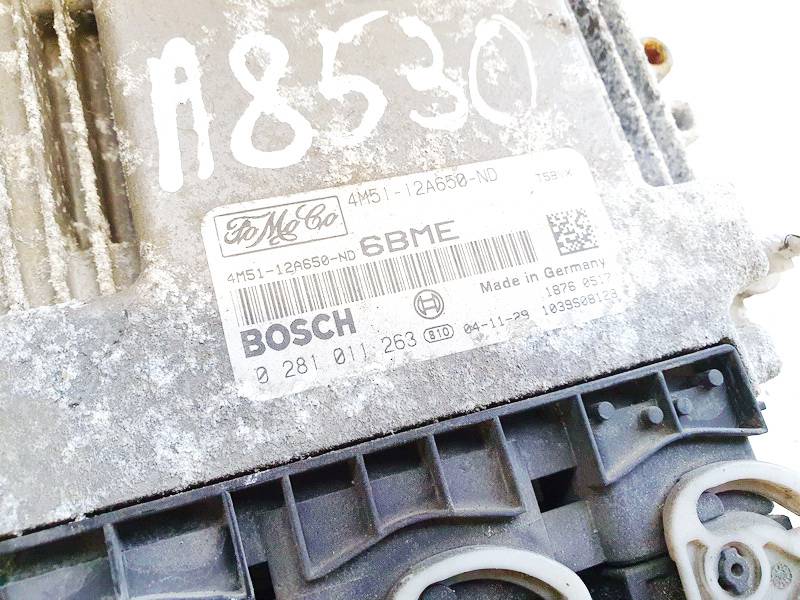 A8530
4M51-12A650-ND
FoMoCo
4M51-12A650-ND 6BME
Made in Germany
1876 0517
BOSCH
0 281 011 263 810 04-11-29 1039S08123